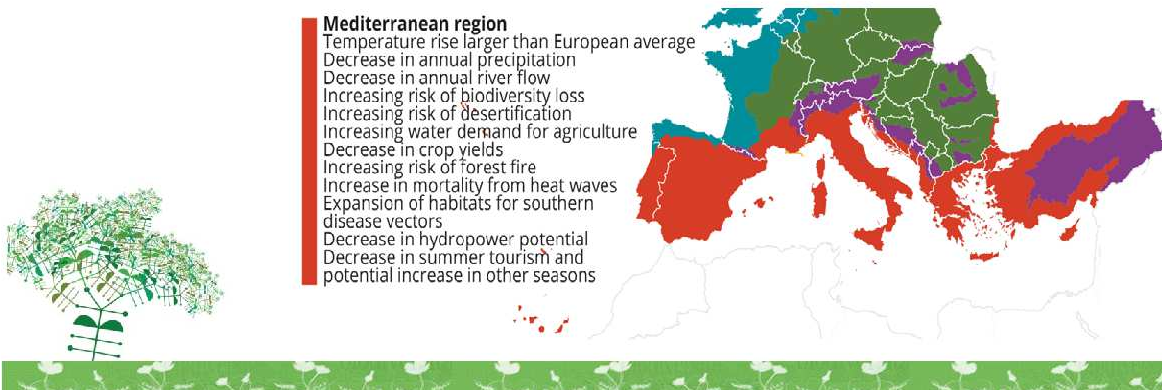 Mediterranean region
Temperature rise larger than European average
Decrease in annual precipitation
Decrease in annual river flow
Increasing risk of biodiversity loss
Increasing risk of desertification
Increasing water demand for agriculture
Decrease in crop yields
Increasing risk of forest fire
Increase in mortality from heat waves
Expansion of habitats for southern
disease vectors
Decrease in hydropower potential
Decrease in summer tourism and
potential increase in other seasons